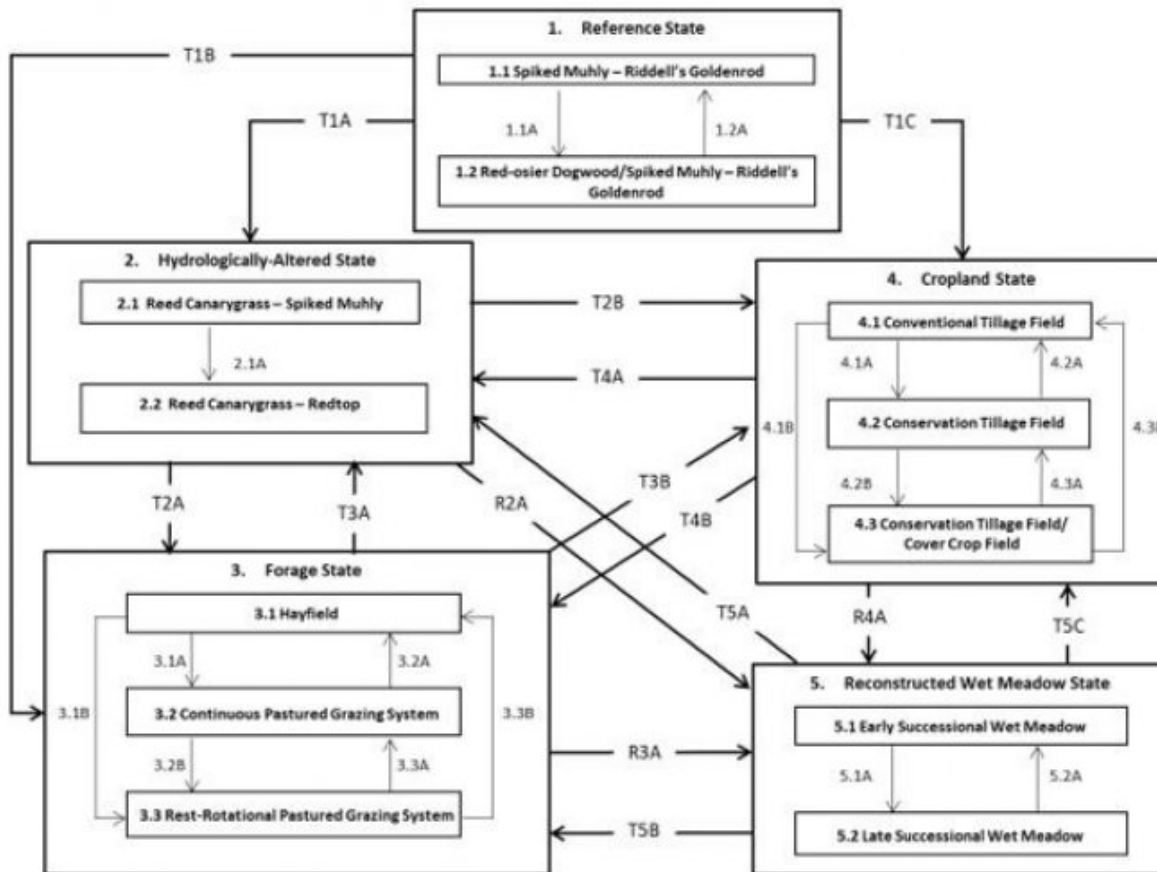 1. Reference State
T1B
1.1 Spiked Muhly – Riddell's Goldenrod
T1A
1.1A
1.2A
T1C
1.2 Red-osier Dogwood/Spiked Muhly – Riddell's
Goldenrod
2. Hydrologically-Altered State
2.1 Reed Canarygrass – Spiked Muhly
2.1A
2.2 Reed Canarygrass – Redtop
T2B
T4A
4. Cropland State
4.1 Conventional Tillage Field
4.1A
4.2A
4.2 Conservation Tillage Field
4.1B
4.2B
4.3A
4.3 Conservation Tillage Field/
Cover Crop Field
T2A
T3A
R2A
T3B
T4B
T5A
R4A
T5C
3. Forage State
3.1 Hayfield
3.1A
3.2A
3.1B
3.2 Continuous Pastured Grazing System
3.3B
3.2B
3.3A
3.3 Rest-Rotational Pastured Grazing System
R3A
T5B
5. Reconstructed Wet Meadow State
5.1 Early Successional Wet Meadow
5.1A
5.2A
5.2 Late Successional Wet Meadow